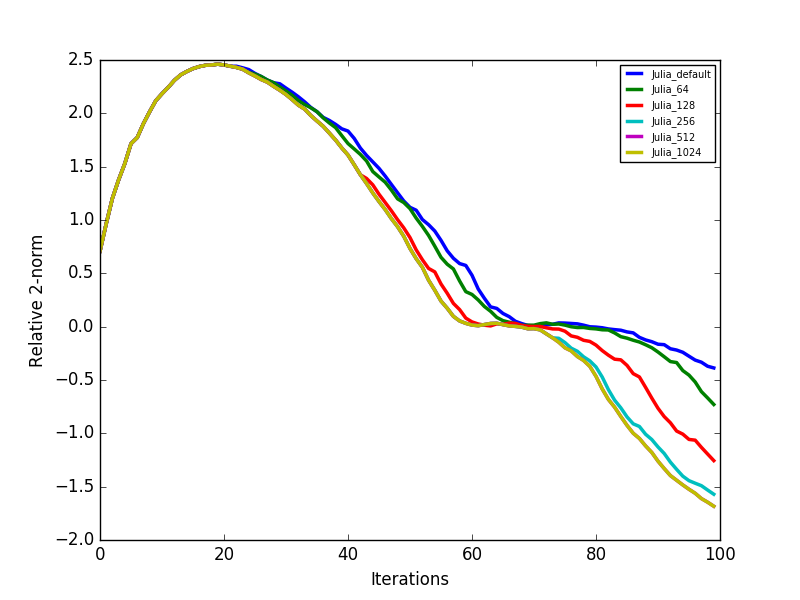 2.5
2.0
1.5
1.0
0.5
0.0
−0.5
−1.0
−1.5
−2.0
Relative 2-norm
0 20 40 60 80 100
Iterations
Julia_default
Julia_64
Julia_128
Julia_256
Julia_512
Julia_1024